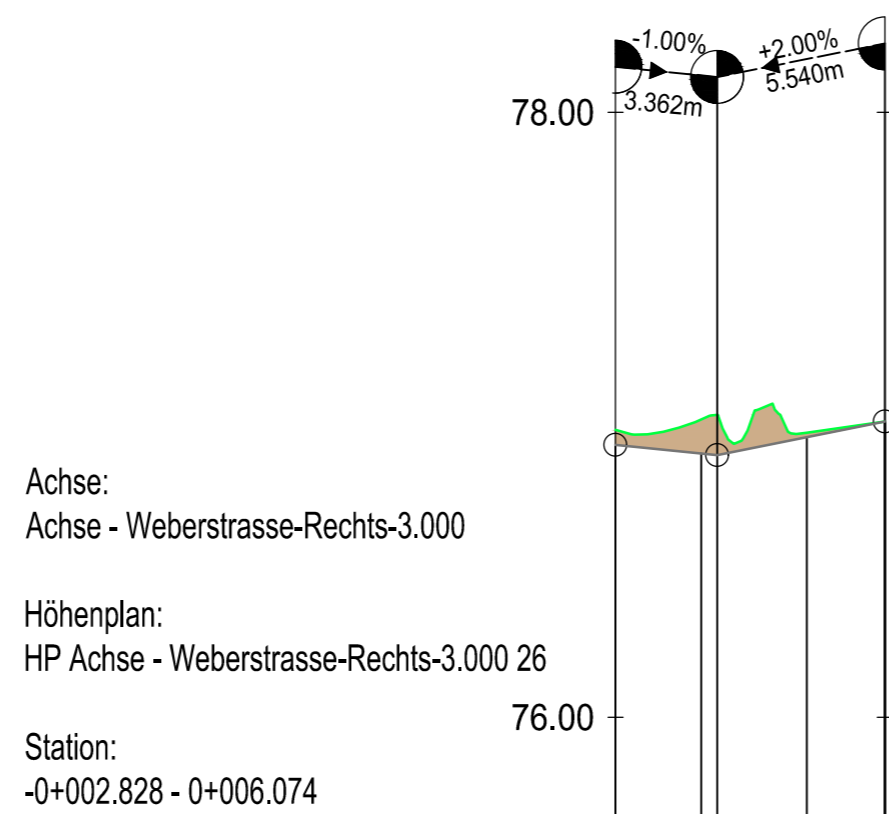 -1.00%
3.362m
+2.00%
5.540m
78.00
Achse:
Achse - Weberstrasse-Rechts-3.000
Höhenplan:
HP Achse - Weberstrasse-Rechts-3.000 26
76.00
Station:
-0+002.828 - 0+006.074